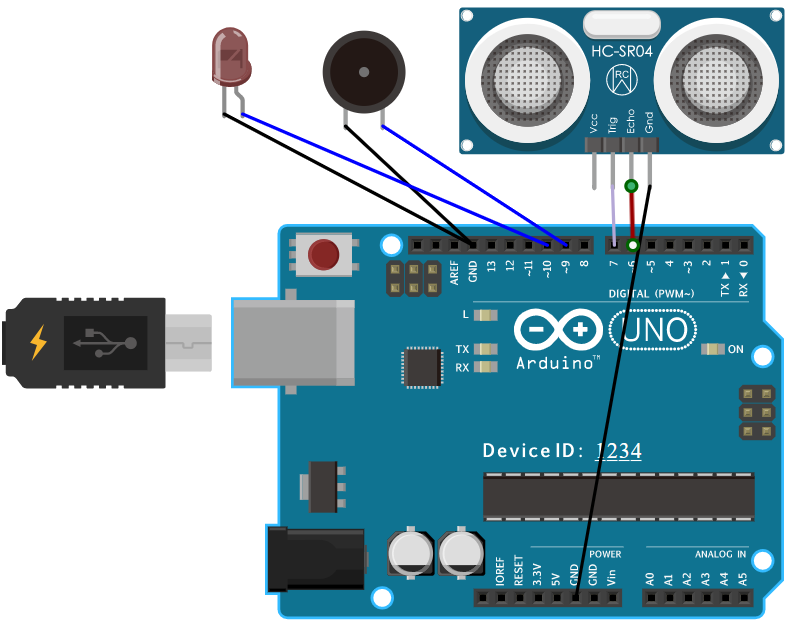 HC-SR04
RC
Vcc
Trig
Echo
Gnd
AREF
GND
13
12
~11
~10
~9
8
7
~6
~5
4
~3
2
TX ▶ 1
RX ◀ 0
DIGITAL (PWM~)
L
TX
RX
UNO
Arduino™
ON
Device ID: 1234
POWER
ANALOG IN
IOREF
RESET
3.3V
5V
GND
GND
Vin
A0
A1
A2
A3
A4
A5